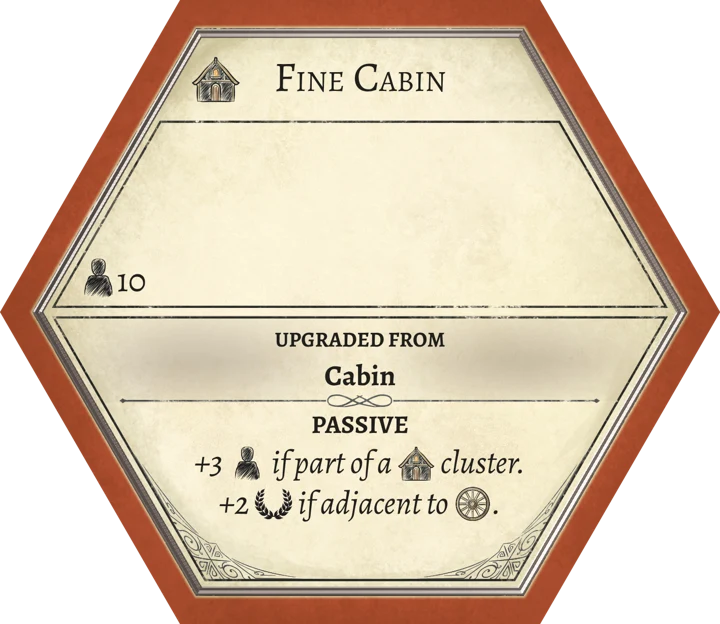 Fine Cabin
10
UPGRADED FROM
Cabin
PASSIVE
+3 if part of a cluster.
+2 if adjacent to .